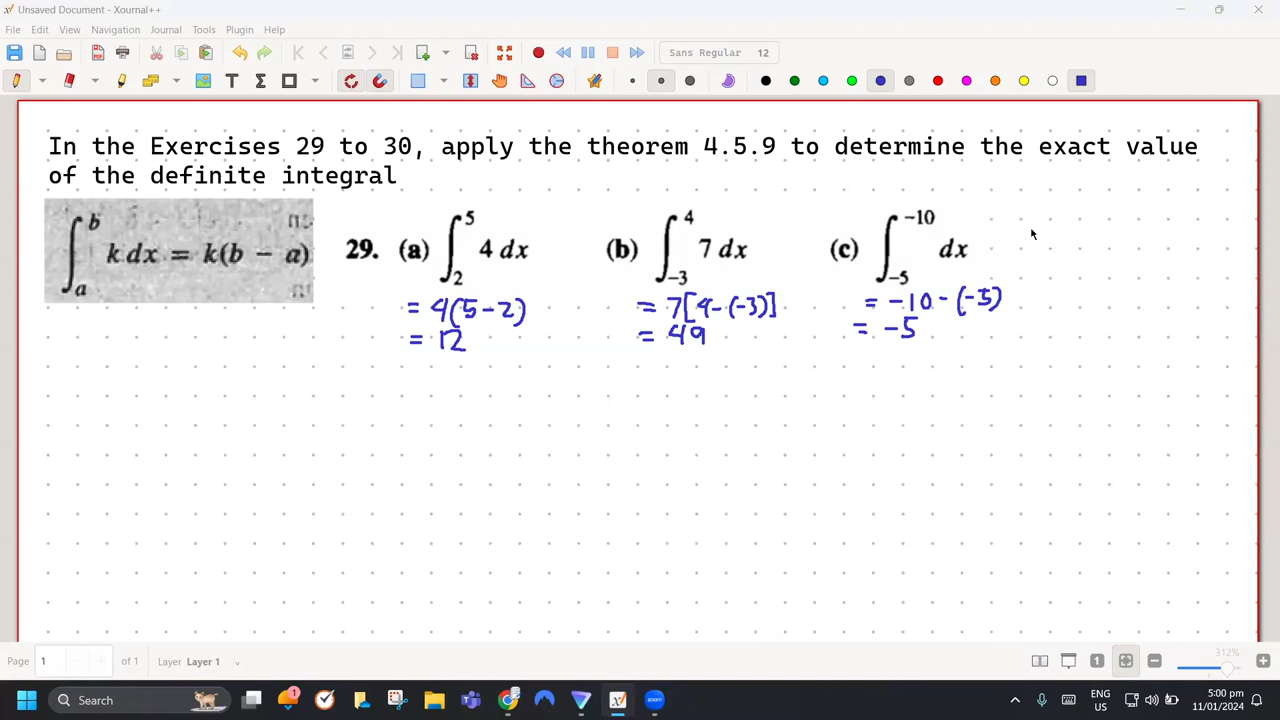 Unsaved Document - Xournal++
File Edit View Navigation Journal Tools Plugin Help
Sans Regular 12
In the Exercises 29 to 30, apply the theorem 4.5.9 to determine the exact value
of the definite integral
∫_a^b k dx = k(b − a)
29. (a) ∫_2^5 4 dx (b) ∫_{−3}^4 7 dx (c) ∫_{−5}^{−10} dx
= 4(5-2) = 7[4-(-3)] = -10-(-5)
= 12 = 49 = -5
312%
Page 1 of 1 Layer Layer 1 1
Search 1 ENG US 5:00 pm 11/01/2024